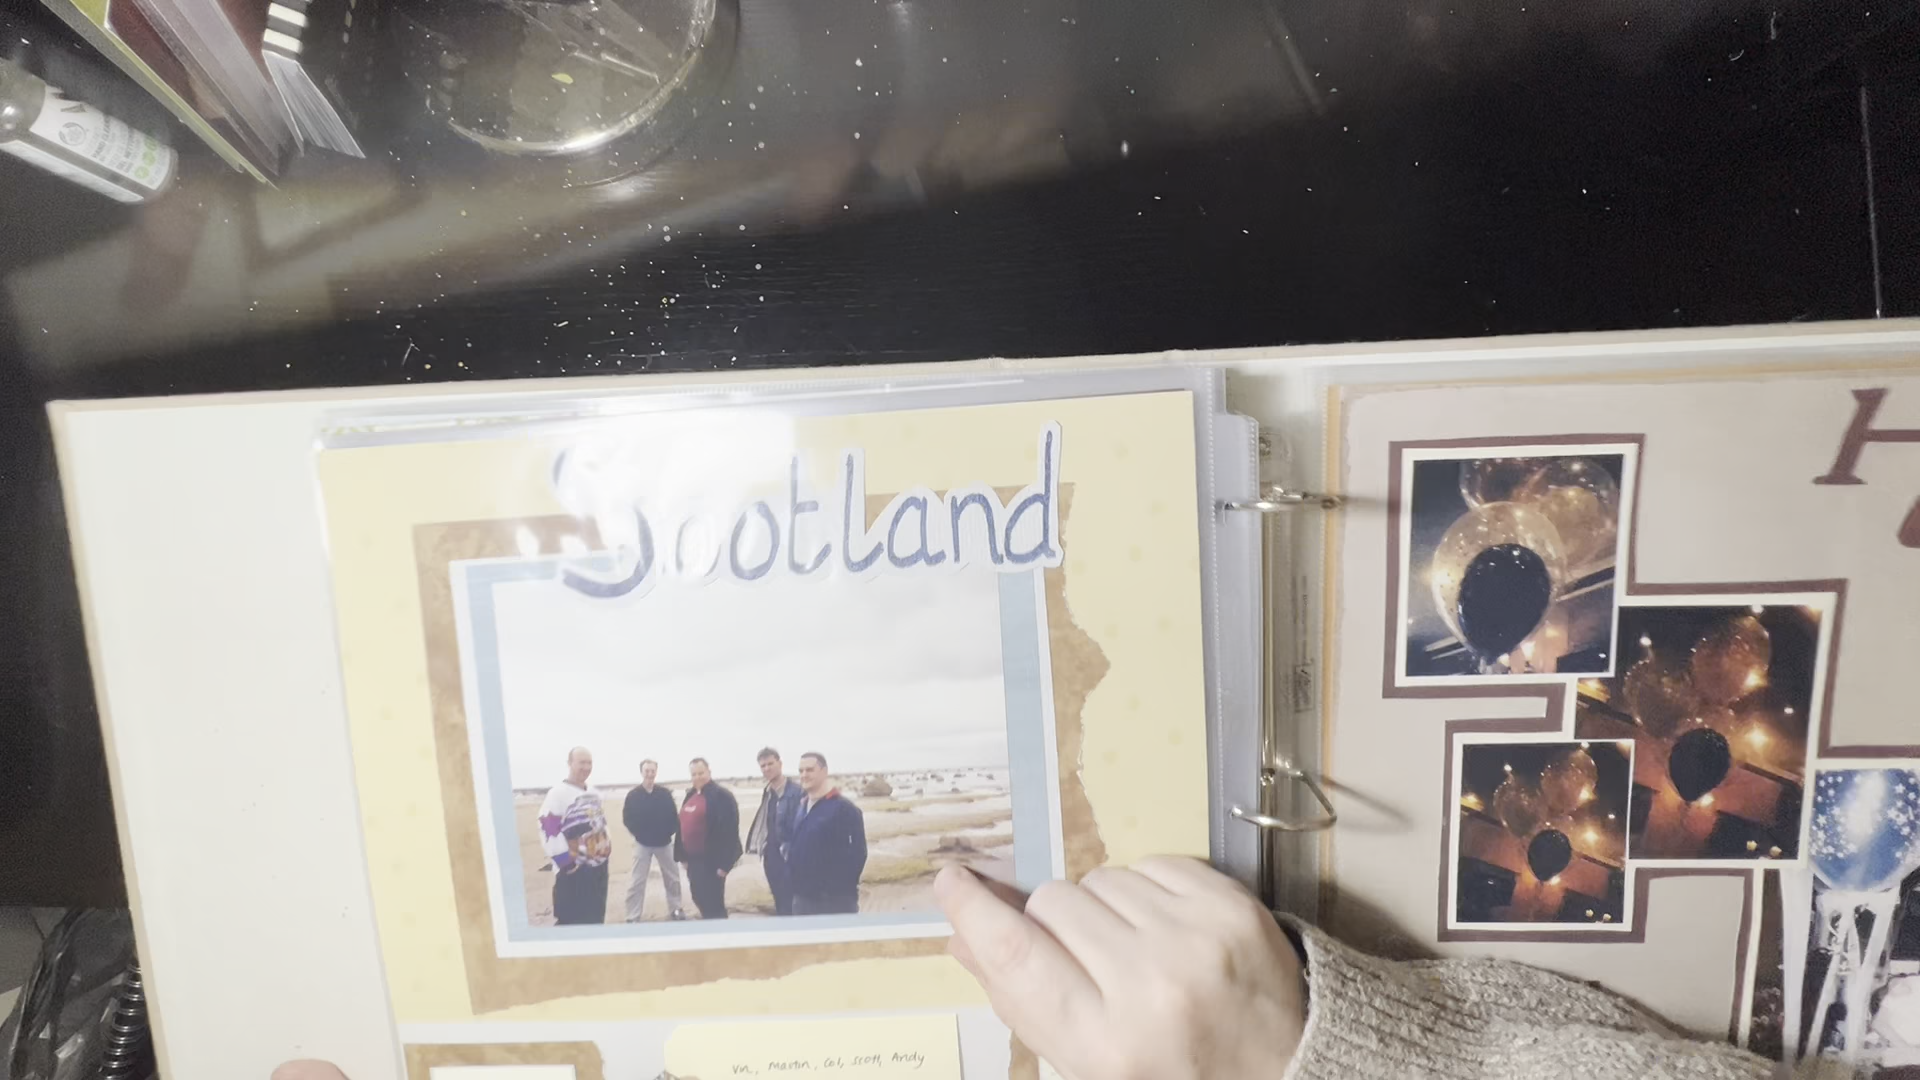 Scotland
H
Vin, Martin, Col, Scott, Andy